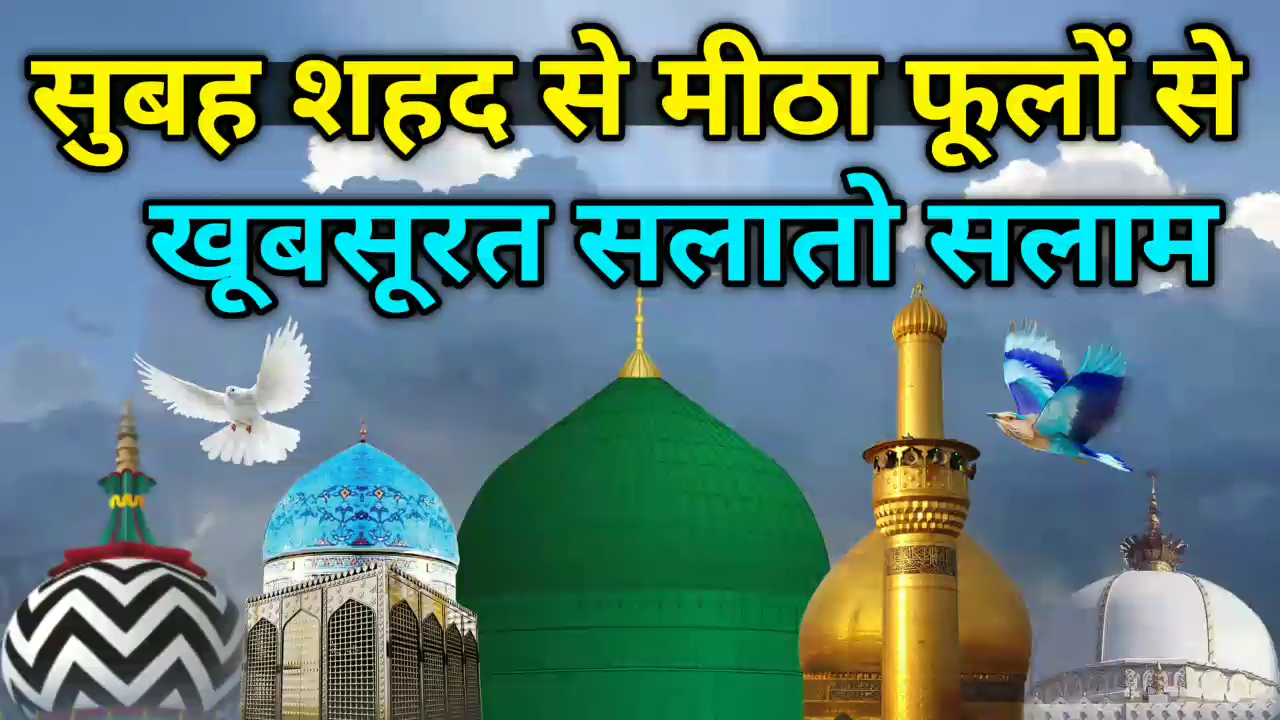 सुबह शहद से मीठा फूलों से
खूबसूरत सलातो सलाम